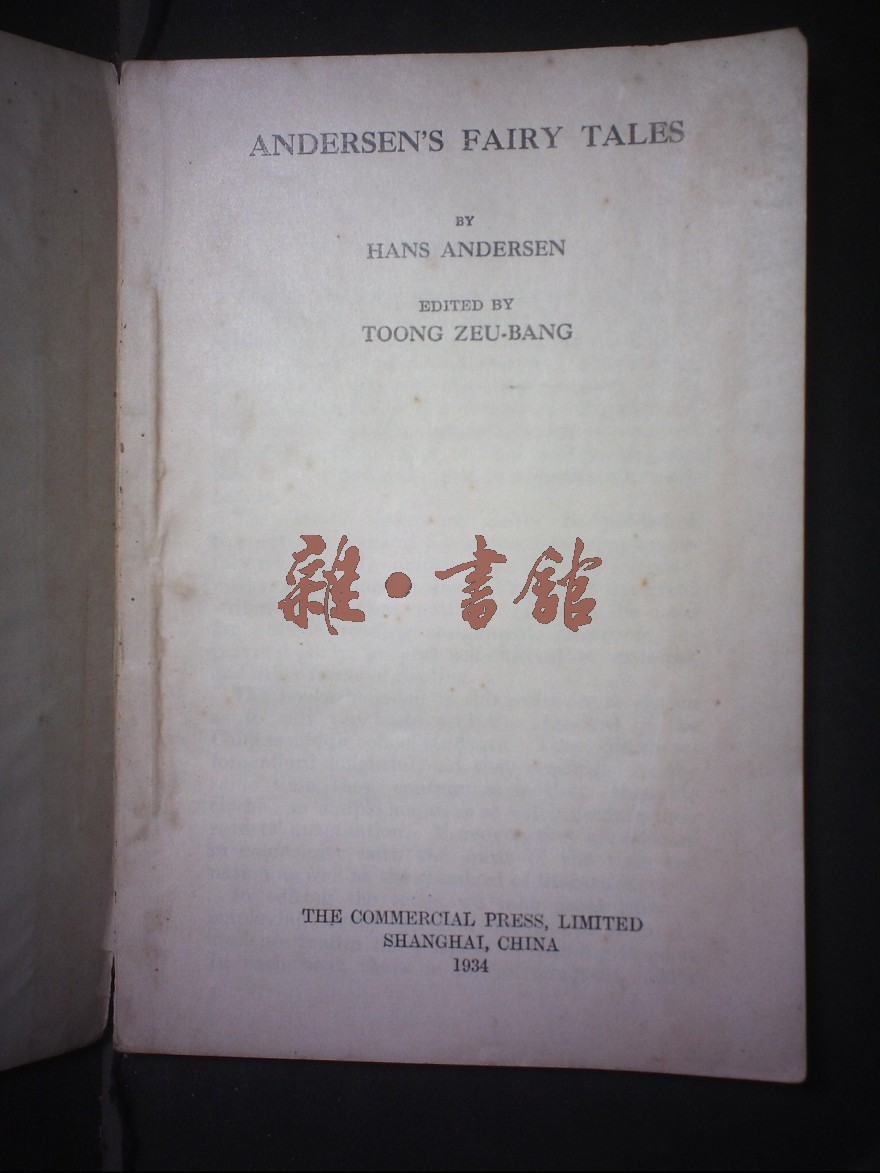 ANDERSEN'S FAIRY TALES
BY
HANS ANDERSEN
EDITED BY
TOONG ZEU-BANG
雜·書館
THE COMMERCIAL PRESS, LIMITED
SHANGHAI, CHINA
1934